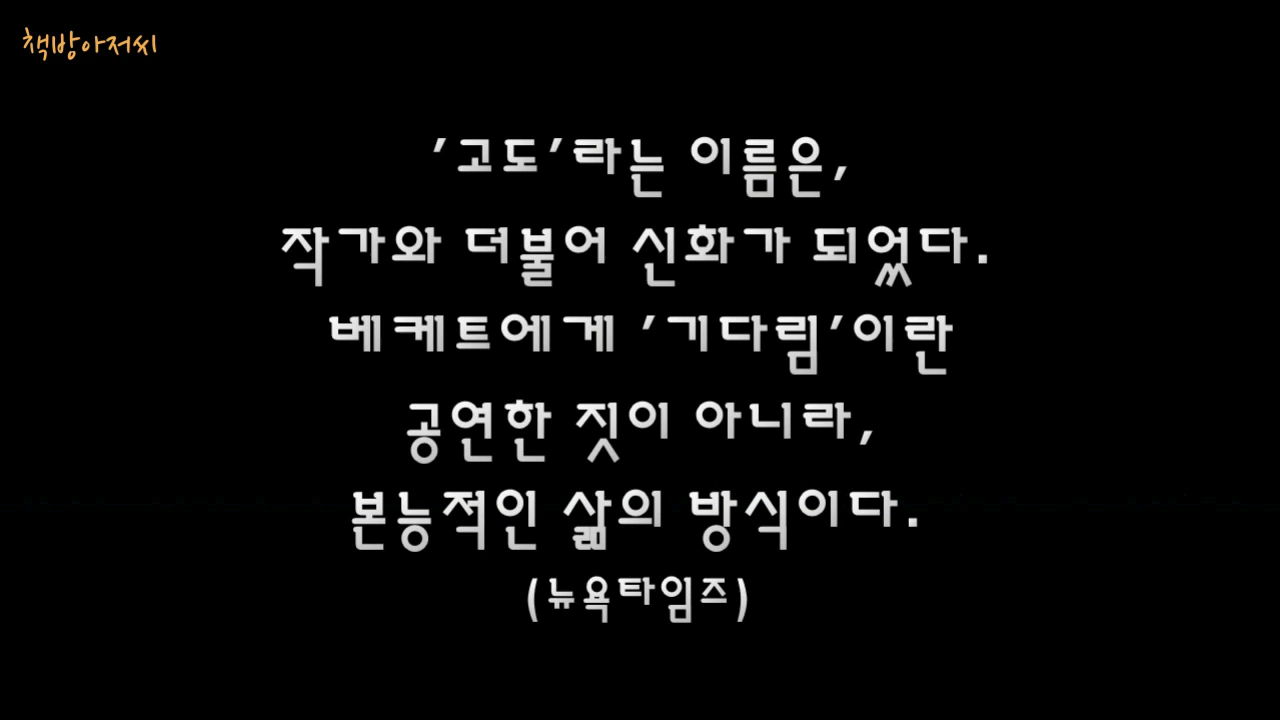 책방아저씨
'고도'라는 이름은,
작가와 더불어 신화가 되었다.
베케트에게 '기다림'이란
공연한 짓이 아니라,
본능적인 삶의 방식이다.
(뉴욕타임즈)